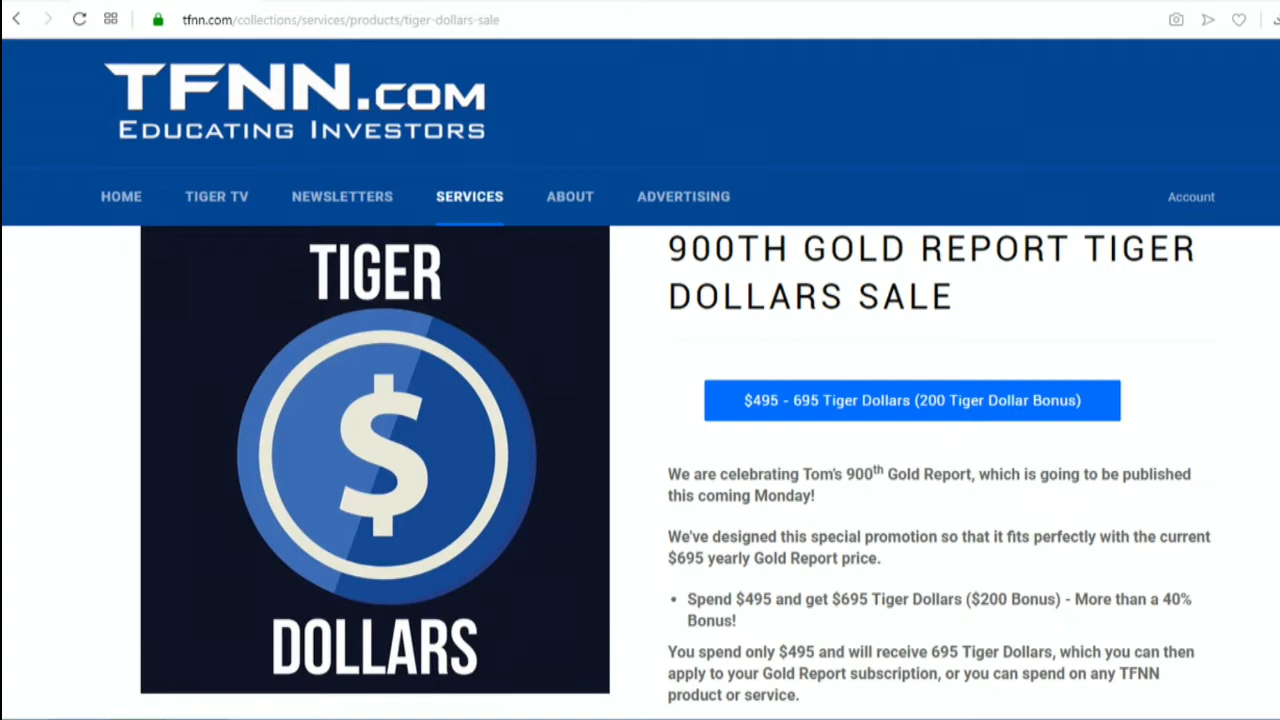 tfnn.com/collections/services/products/tiger-dollars-sale
TFNN.COM
EDUCATING INVESTORS
HOME TIGER TV NEWSLETTERS SERVICES ABOUT ADVERTISING Account
TIGER
$
DOLLARS
900TH GOLD REPORT TIGER
DOLLARS SALE
$495 - 695 Tiger Dollars (200 Tiger Dollar Bonus)
We are celebrating Tom's 900th Gold Report, which is going to be published
this coming Monday!
We've designed this special promotion so that it fits perfectly with the current
$695 yearly Gold Report price.
• Spend $495 and get $695 Tiger Dollars ($200 Bonus) - More than a 40%
Bonus!
You spend only $495 and will receive 695 Tiger Dollars, which you can then
apply to your Gold Report subscription, or you can spend on any TFNN
product or service.